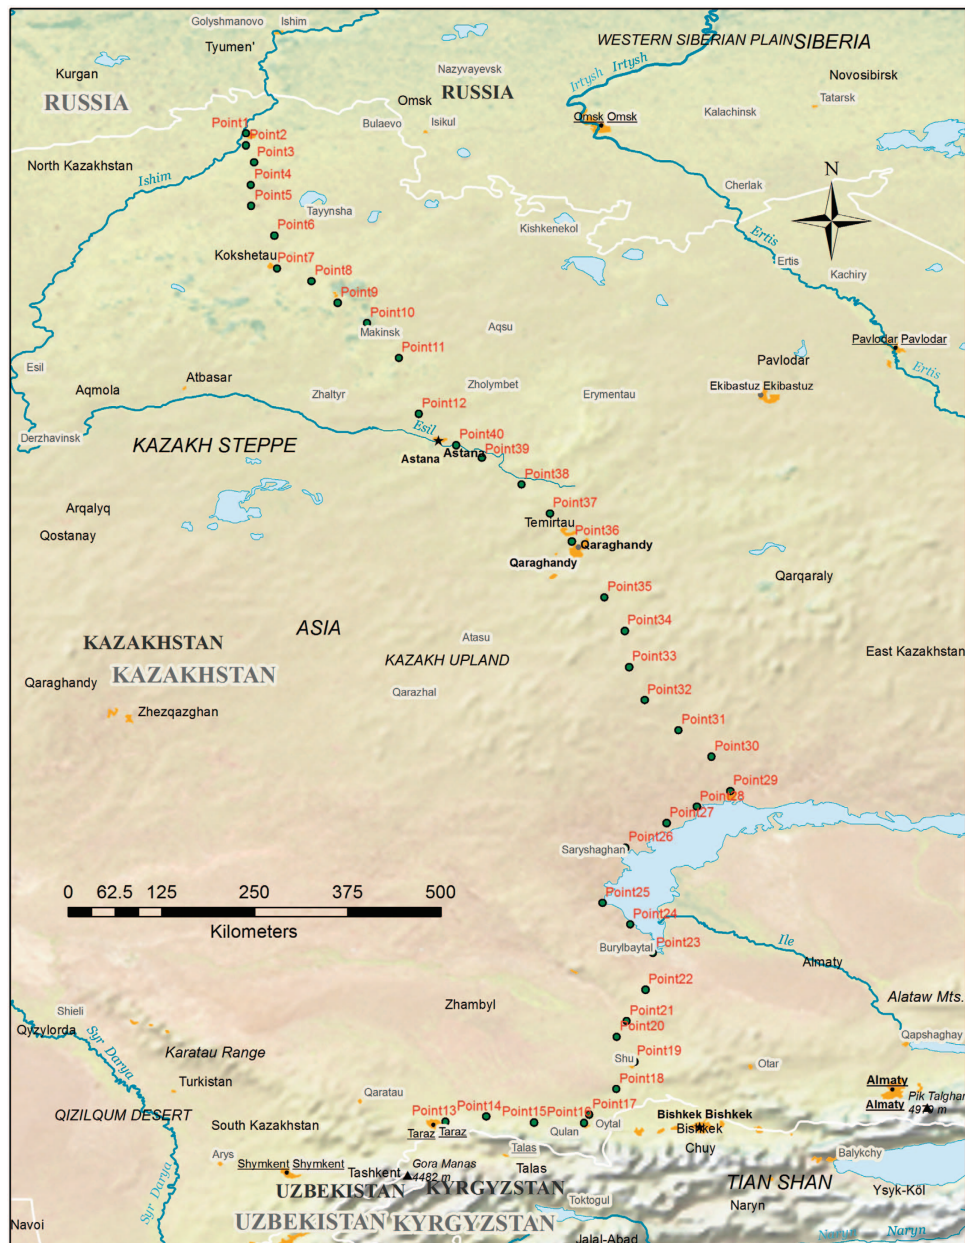 Golyshmanovo Ishim
Tyumen'
WESTERN SIBERIAN PLAIN SIBERIA
Irtysh Irtysh
Kurgan
Nazyvayevsk
Novosibirsk
RUSSIA
RUSSIA
Omsk
Tatarsk
Kalachinsk
Omsk Omsk
Bulaevo Isikul
Point1
Point2
Point3
North Kazakhstan
Ishim
Point4
Point5
N
Cherlak
Tayynsha
Kishkenekol
Point6
Ertis
Kokshetau
Point7
Ertis
Kachiry
Point8
Point9
Point10
Makinsk
Aqsu
Pavlodar Pavlodar
Point11
Pavlodar
Esil
Ertis
Atbasar
Aqmola
Zhaltyr
Zholymbet
Erymentau
Ekibastuz Ekibastuz
Point12
Esil
Derzhavinsk
KAZAKH STEPPE
Point40
Astana Astana
Point39
Point38
Arqalyq
Point37
Temirtau
Qostanay
Point36
Qaraghandy
Qaraghandy
Qarqaraly
Point35
ASIA
Point34
Atasu
KAZAKHSTAN
KAZAKH UPLAND
East Kazakhstan
Point33
KAZAKHSTAN
Qaraghandy
Qarazhal
Point32
Zhezqazghan
Point31
Point30
Point29
Point28
Point27
Point26
Saryshaghan
0 62.5 125 250 375 500
Kilometers
Point25
Point24
Point23
Burylbaytal
Ile
Almaty
Point22
Zhambyl
Alataw Mts.
Shieli
Point21
Qyzylorda
Point20
Qapshaghay
Syr Darya
Karatau Range
Shu
Point19
Otar
Turkistan
Point18
Almaty
Qaratau
Almaty
Pik Talghar
4979 m
QIZILQUM DESERT
Point13
Point14
Point15
Point16
Point17
Bishkek Bishkek
South Kazakhstan
Taraz Taraz
Qulan
Oytal
Bishkek
Talas
Chuy
Arys
Shymkent Shymkent
Tashkent
Gora Manas
4482 m
Talas
Balykchy
Syr Darya
UZBEKISTAN
KYRGYZSTAN
TIAN SHAN
Ysyk-Köl
Toktogul
Naryn
UZBEKISTAN KYRGYZSTAN
Navoi
Jalal-Abad
Naryn